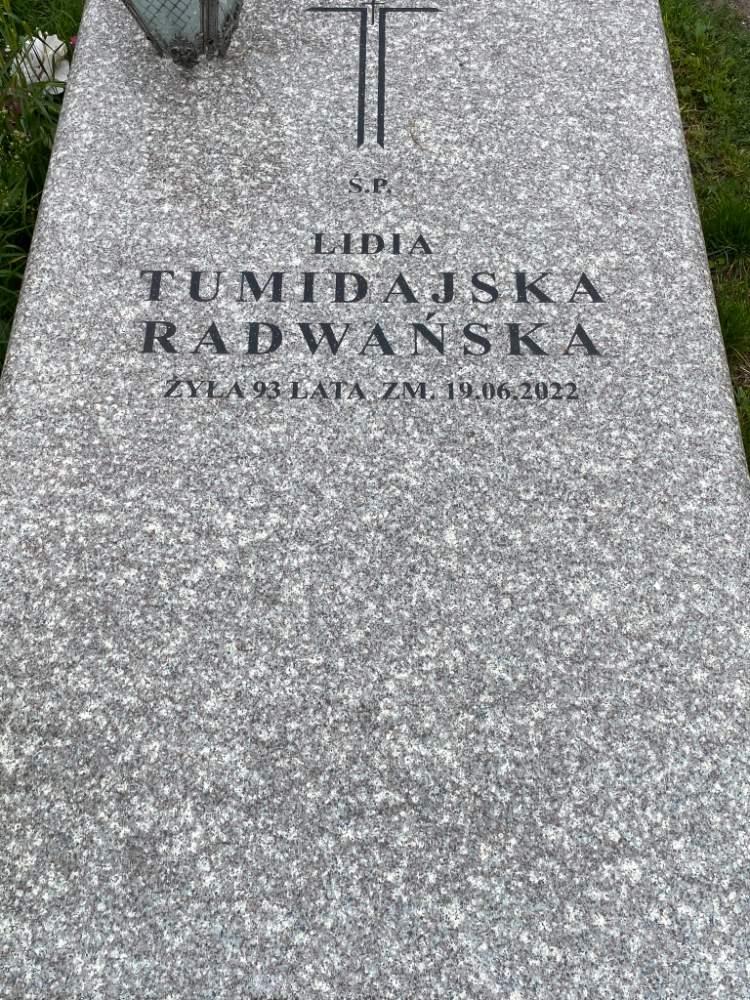 Ś.P.
LIDIA
TUMIDAJSKA
RADWAŃSKA
ŻYŁA 93 LATA ZM. 19.06.2022